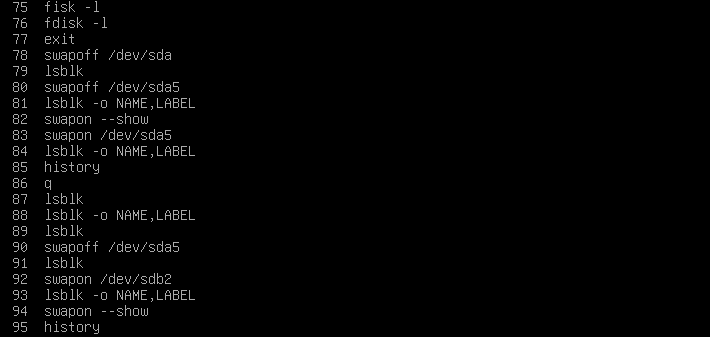 75 fisk -l
76 fdisk -l
77 exit
78 swapoff /dev/sda
79 lsblk
80 swapoff /dev/sda5
81 lsblk -o NAME,LABEL
82 swapon --show
83 swapon /dev/sda5
84 lsblk -o NAME,LABEL
85 history
86 q
87 lsblk
88 lsblk -o NAME,LABEL
89 lsblk
90 swapoff /dev/sda5
91 lsblk
92 swapon /dev/sdb2
93 lsblk -o NAME,LABEL
94 swapon --show
95 history